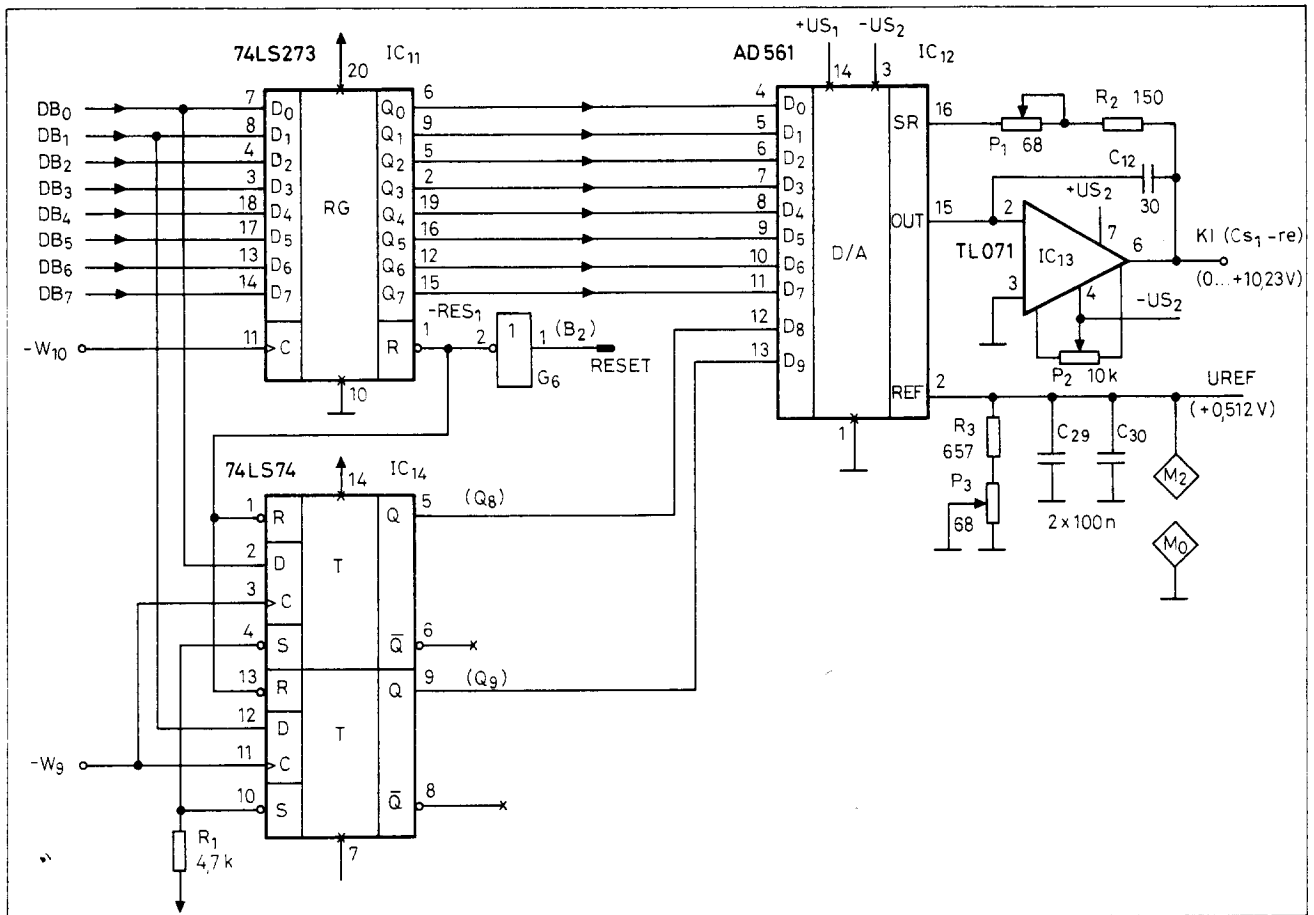 74LS273
IC11
20
DB0
DB1
DB2
DB3
DB4
DB5
DB6
DB7
7
8
4
3
18
17
13
14
D0
D1
D2
D3
D4
D5
D6
D7
RG
Q0
Q1
Q2
Q3
Q4
Q5
Q6
Q7
6
9
5
2
19
16
12
15
-W10
11
C
R
1
10
-RES1
2
1
G6
1
(B2)
RESET
AD561
+US1
-US2
IC12
14
3
4
5
6
7
8
9
10
11
12
13
D0
D1
D2
D3
D4
D5
D6
D7
D8
D9
D/A
SR
OUT
REF
16
15
2
1
P1
68
R2 150
C12
30
+US2
2
7
TL071
IC13
6
3
4
-US2
P2
10k
KI (Cs1-re)
(0...+10,23V)
UREF
(+0,512V)
R3
657
P3
68
C29
C30
2x100n
M2
M0
74LS74
IC14
14
1
R
2
D
3
C
4
S
T
Q
5
(Q8)
Q̅
6
13
R
12
D
11
C
10
S
T
Q
9
(Q9)
Q̅
8
7
-W9
R1
4,7k